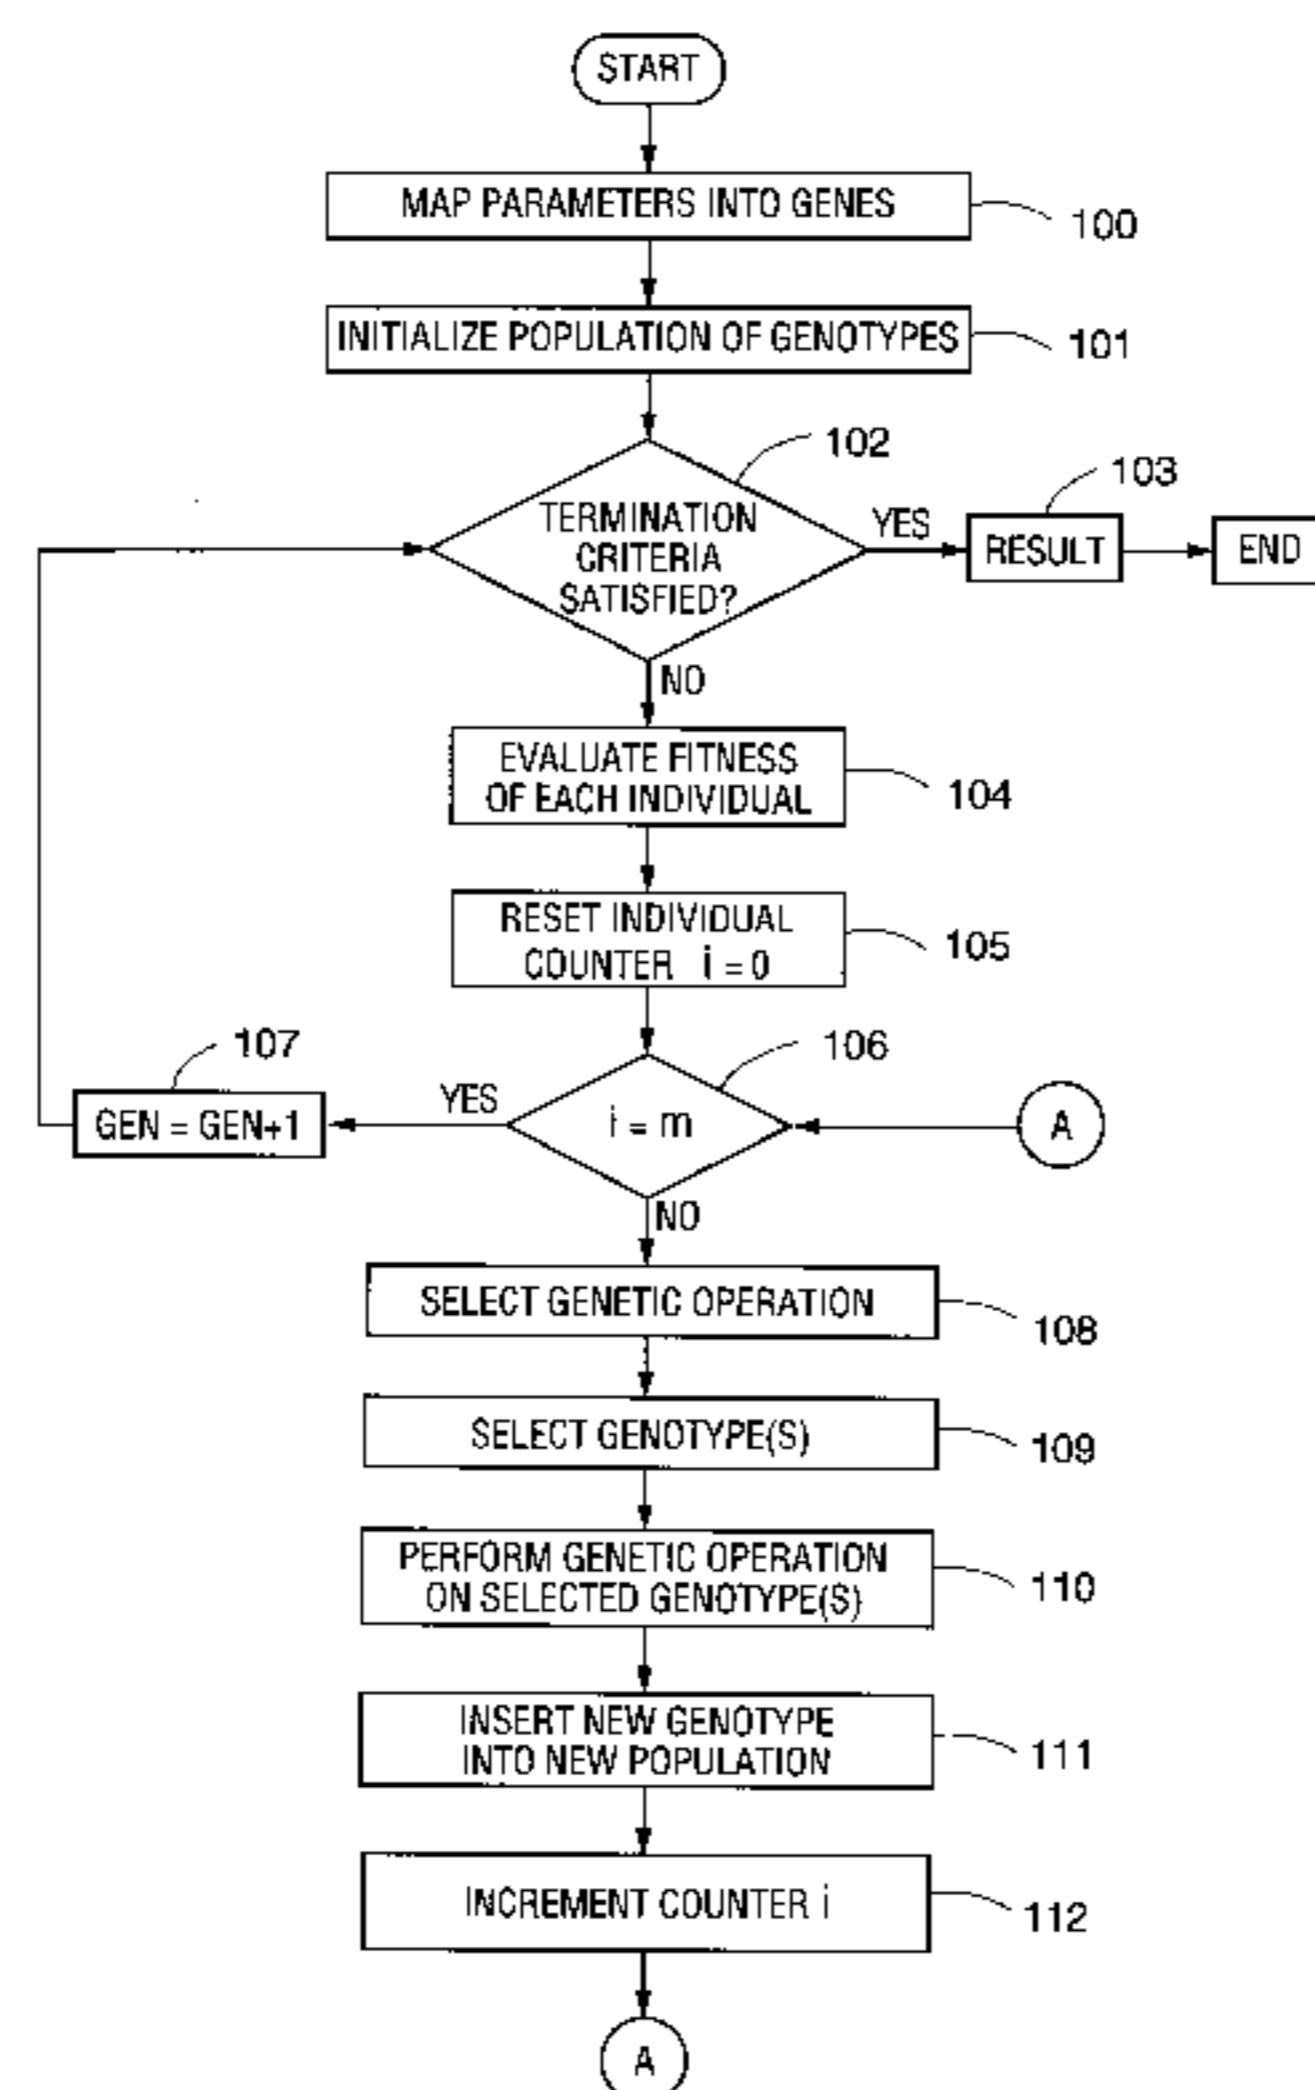 START
MAP PARAMETERS INTO GENES
100
INITIALIZE POPULATION OF GENOTYPES
101
102
TERMINATION
CRITERIA
SATISFIED?
YES
103
RESULT
END
NO
EVALUATE FITNESS
OF EACH INDIVIDUAL
104
RESET INDIVIDUAL
COUNTER i = 0
105
106
i = m
A
YES
107
GEN = GEN+1
NO
SELECT GENETIC OPERATION
108
SELECT GENOTYPE(S)
109
PERFORM GENETIC OPERATION
ON SELECTED GENOTYPE(S)
110
INSERT NEW GENOTYPE
INTO NEW POPULATION
111
INCREMENT COUNTER i
112
A